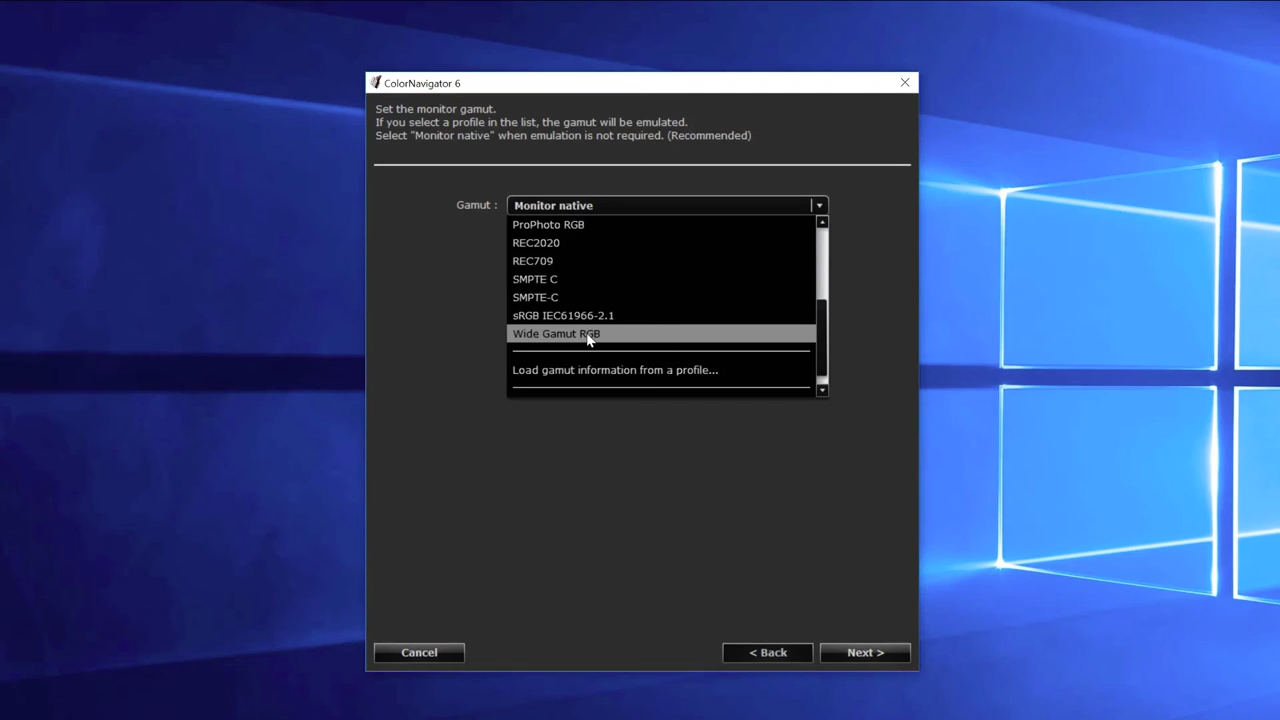 ColorNavigator 6
Set the monitor gamut.
If you select a profile in the list, the gamut will be emulated.
Select "Monitor native" when emulation is not required. (Recommended)
Gamut : Monitor native
ProPhoto RGB
REC2020
REC709
SMPTE C
SMPTE-C
sRGB IEC61966-2.1
Wide Gamut RGB
Load gamut information from a profile...
Cancel < Back Next >